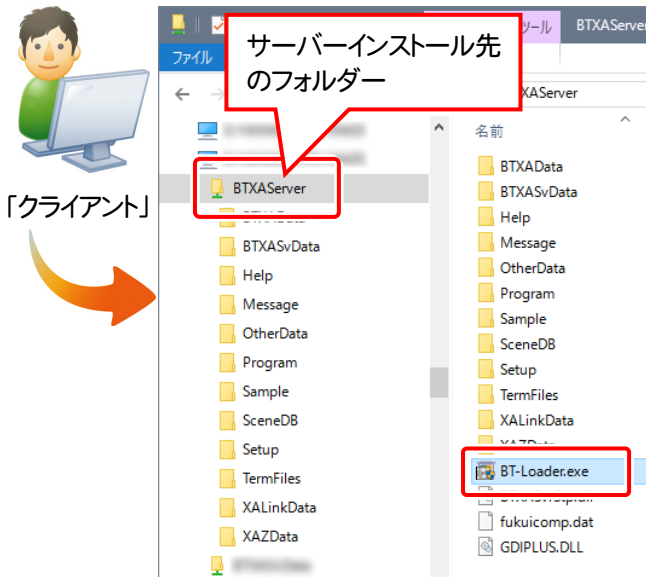 ツール
BTXAServer
ファイル
サーバーインストール先
のフォルダー
XAServer
名前
「クライアント」
BTXAServer
BTXASvData
Help
Message
OtherData
Program
Sample
SceneDB
Setup
TermFiles
XALinkData
XAZData
BTXAData
BTXASvData
Help
Message
OtherData
Program
Sample
SceneDB
Setup
TermFiles
XALinkData
BT-Loader.exe
fukuicomp.dat
GDIPLUS.DLL